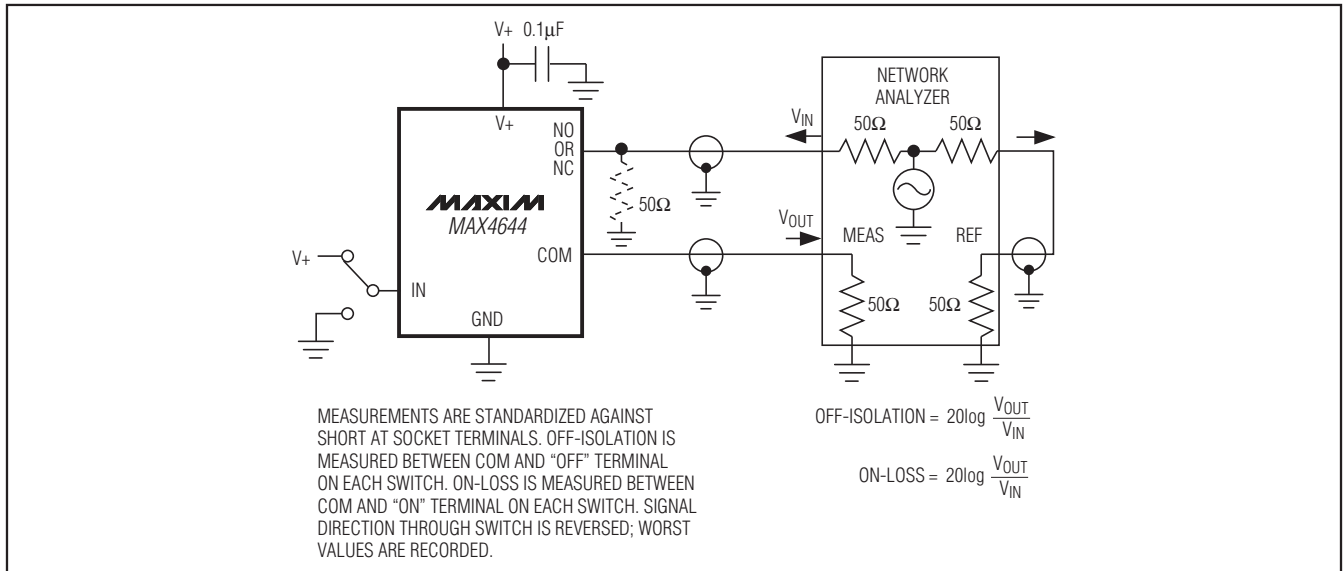 V+ 0.1μF
V+
NO
OR
NC
MAXIM
MAX4644
COM
V+
IN
GND
50Ω
VIN
VOUT
NETWORK
ANALYZER
50Ω 50Ω
MEAS REF
50Ω 50Ω
MEASUREMENTS ARE STANDARDIZED AGAINST
SHORT AT SOCKET TERMINALS. OFF-ISOLATION IS
MEASURED BETWEEN COM AND “OFF” TERMINAL
ON EACH SWITCH. ON-LOSS IS MEASURED BETWEEN
COM AND “ON” TERMINAL ON EACH SWITCH. SIGNAL
DIRECTION THROUGH SWITCH IS REVERSED; WORST
VALUES ARE RECORDED.
OFF-ISOLATION = 20log VOUT
VIN
ON-LOSS = 20log VOUT
VIN